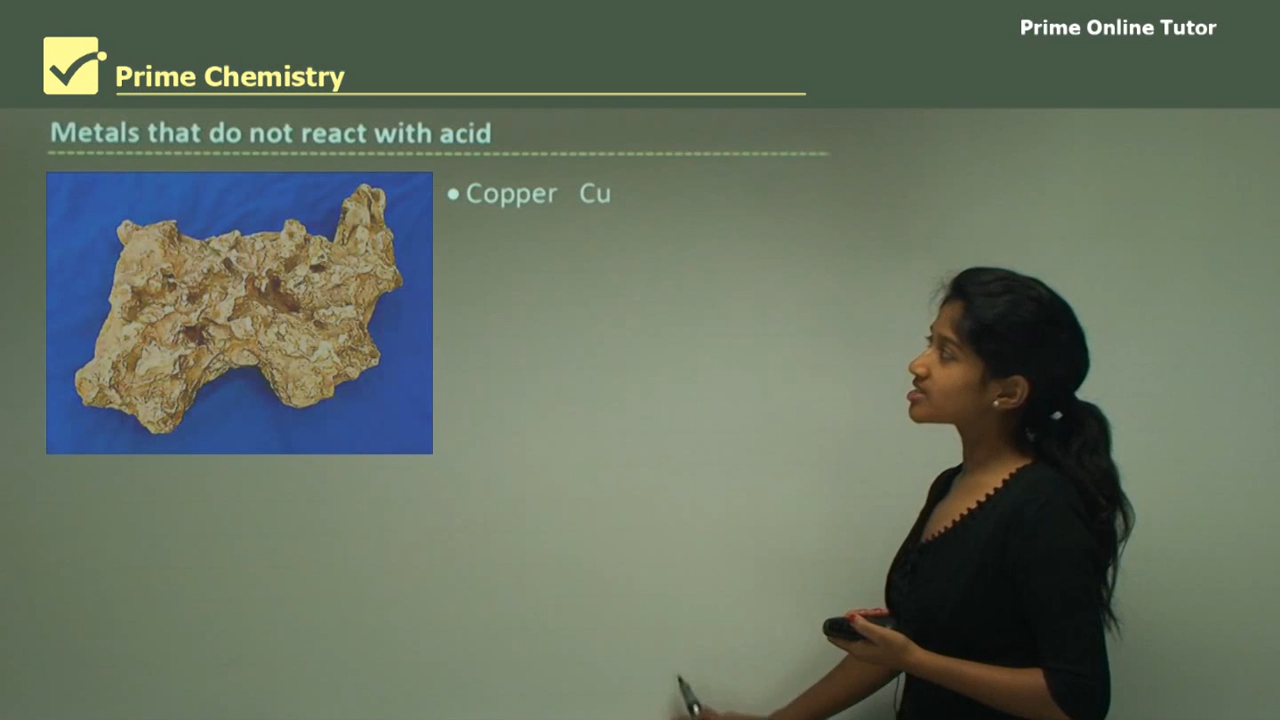 Prime Online Tutor
Prime Chemistry
Metals that do not react with acid
• Copper Cu